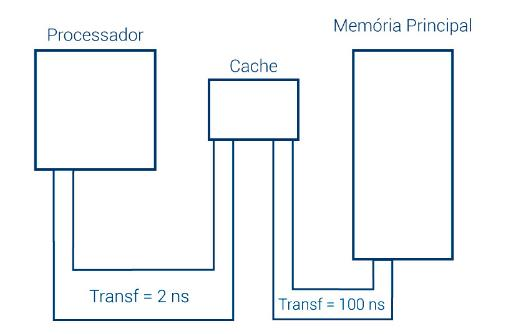 Processador
Cache
Memória Principal
Transf = 2 ns
Transf = 100 ns